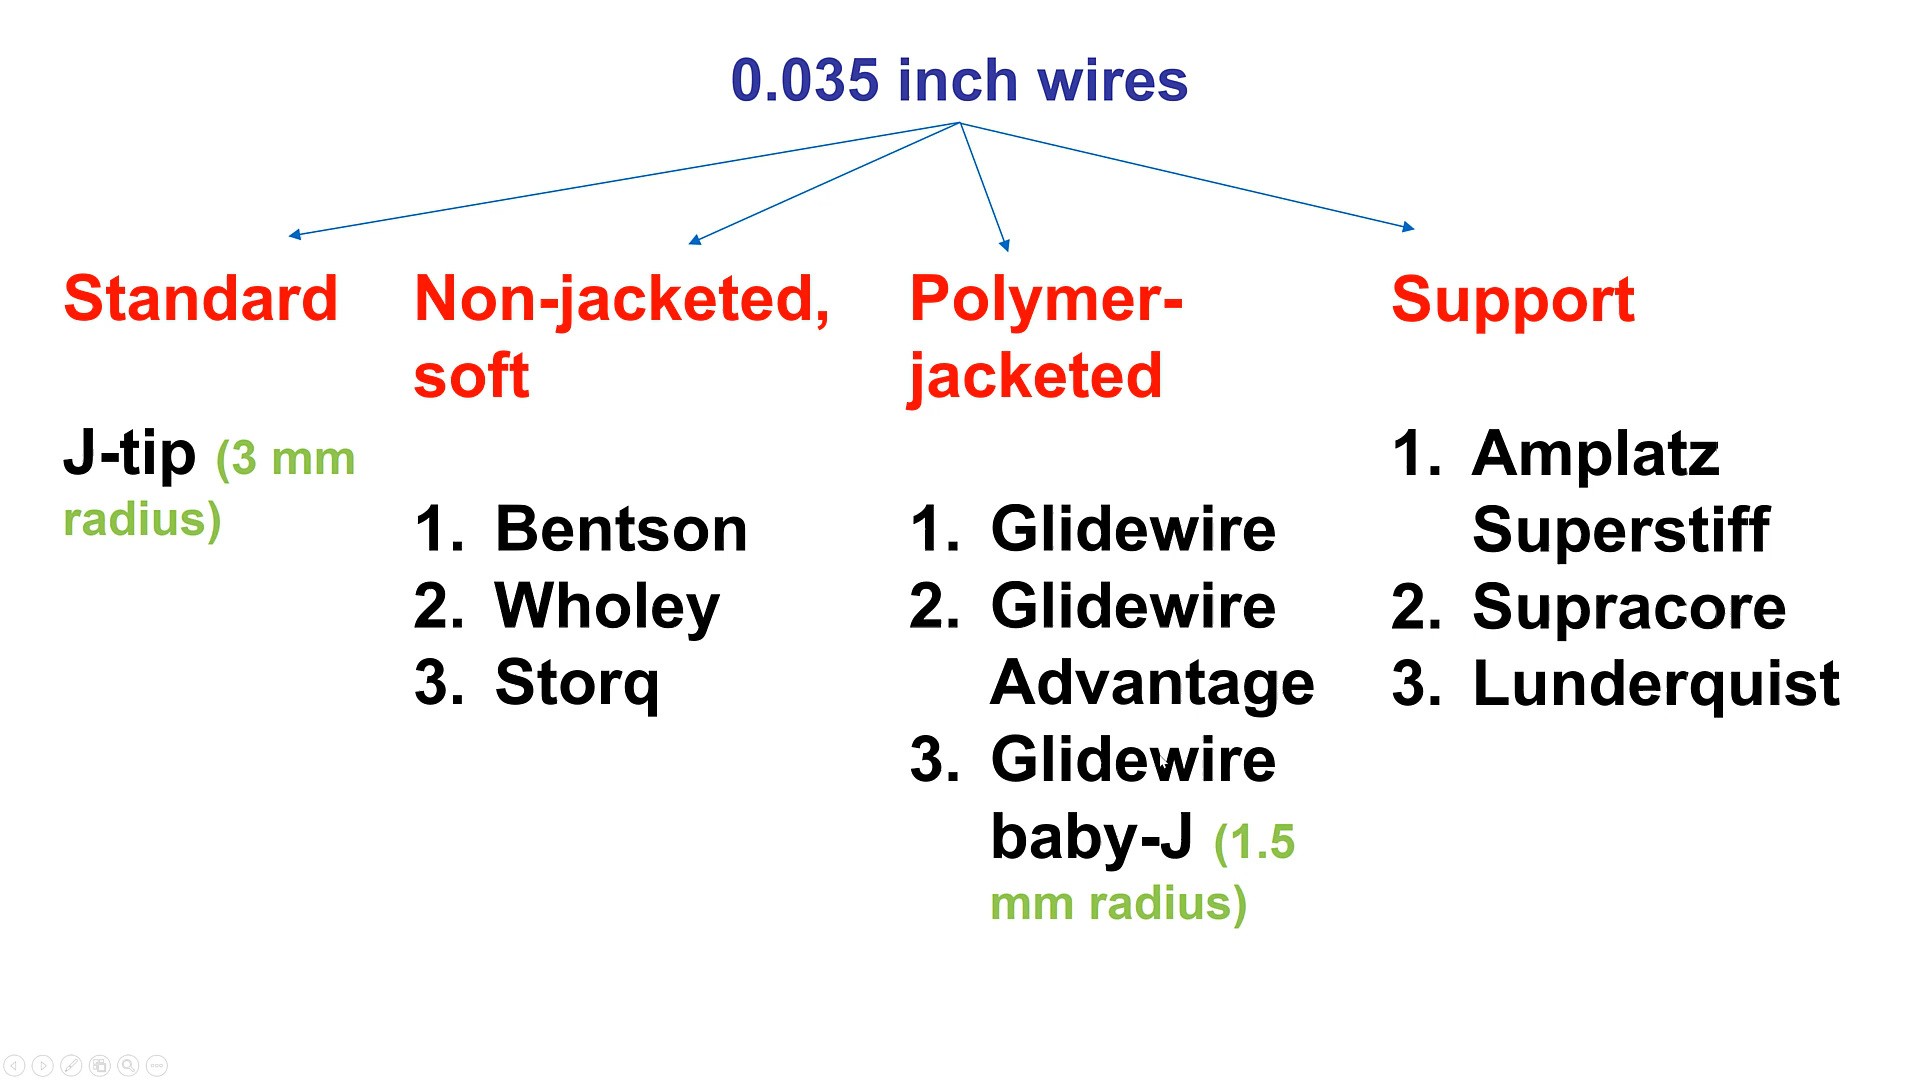 0.035 inch wires
Standard
J-tip (3 mm
radius)
Non-jacketed,
soft
1. Bentson
2. Wholey
3. Storq
Polymer-
jacketed
1. Glidewire
2. Glidewire
Advantage
3. Glidewire
baby-J (1.5
mm radius)
Support
1. Amplatz
Superstiff
2. Supracore
3. Lunderquist